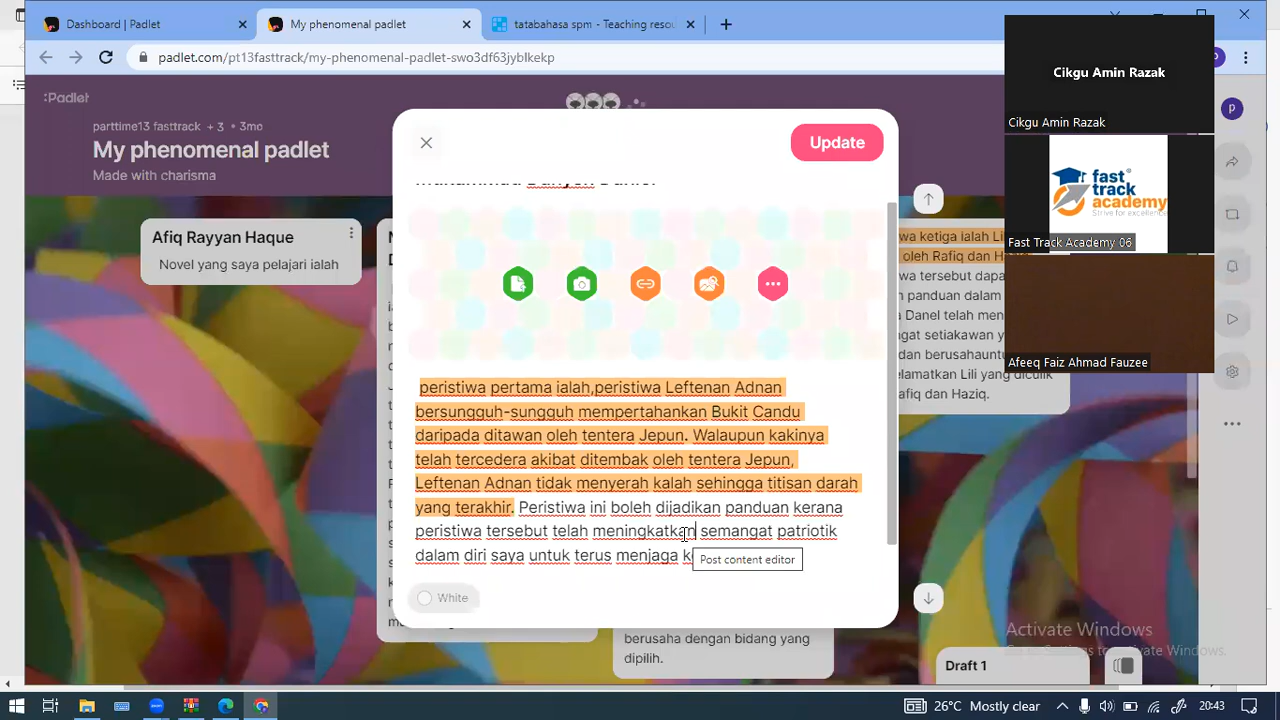 Dashboard | Padlet
My phenomenal padlet
tatabahasa spm - Teaching resou
padlet.com/pt13fasttrack/my-phenomenal-padlet-swo3df63jyblkekp
:Padlet
parttime13 fasttrack + 3 • 3mo
My phenomenal padlet
Made with charisma
Afiq Rayyan Haque
Novel yang saya pelajari ialah
Update
peristiwa pertama ialah,peristiwa Leftenan Adnan
bersungguh-sungguh mempertahankan Bukit Candu
daripada ditawan oleh tentera Jepun. Walaupun kakinya
telah tercedera akibat ditembak oleh tentera Jepun,
Leftenan Adnan tidak menyerah kalah sehingga titisan darah
yang terakhir. Peristiwa ini boleh dijadikan panduan kerana
peristiwa tersebut telah meningkatkan semangat patriotik
dalam diri saya untuk terus menjaga
Post content editor
White
berusaha dengan bidang yang
dipilih.
wa ketiga ialah
oleh Rafiq dan
wa tersebut
panduan dalam
Danel telah
gat setiakawan
dan berusahauntu
elamatkan Lili yang diculik
afiq dan Haziq.
Cikgu Amin Razak
Cikgu Amin Razak
fast
track
academy
Strive for excellence
Fast Track Academy 06
Afeeq Faiz Ahmad Fauzee
Activate Windows
Go to Settings to activate Windows.
Draft 1
26°C Mostly clear
20:43